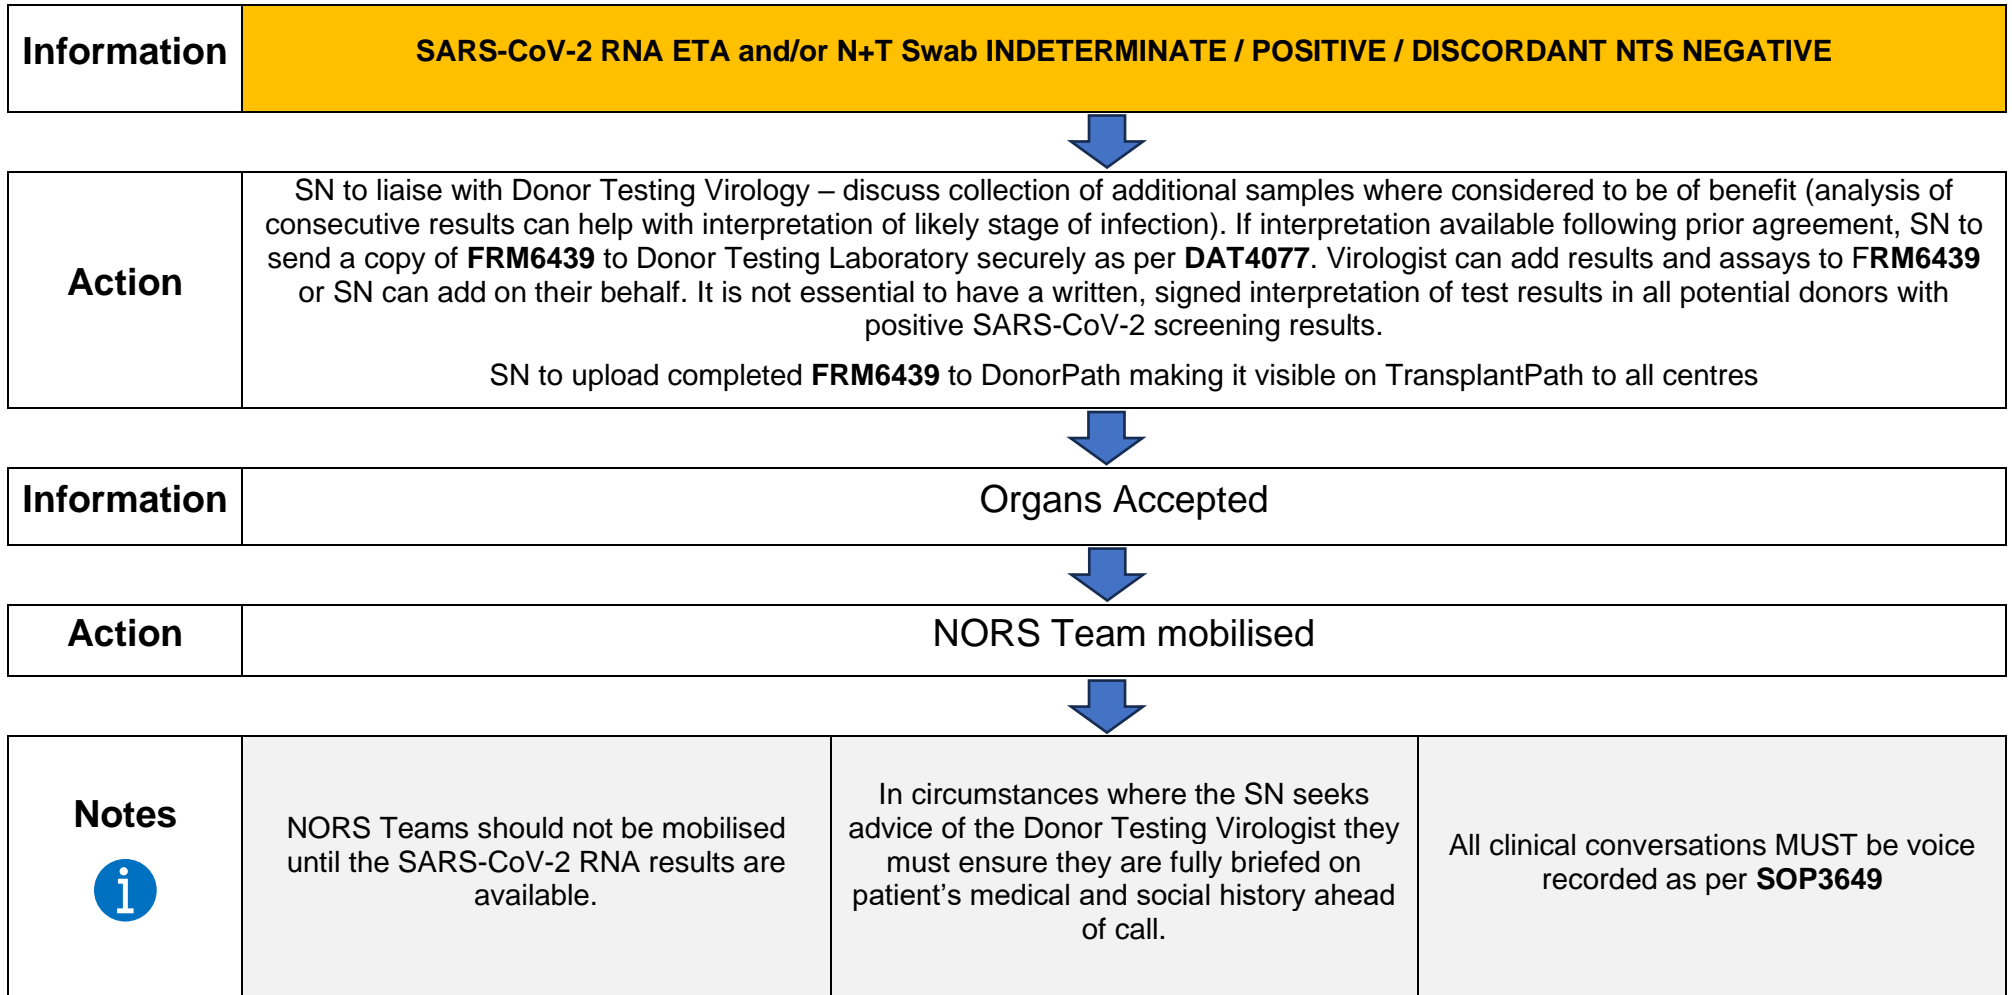 Information
SARS-CoV-2 RNA ETA and/or N+T Swab INDETERMINATE / POSITIVE / DISCORDANT NTS NEGATIVE
Action
SN to liaise with Donor Testing Virology – discuss collection of additional samples where considered to be of benefit (analysis of
consecutive results can help with interpretation of likely stage of infection). If interpretation available following prior agreement, SN to
send a copy of FRM6439 to Donor Testing Laboratory securely as per DAT4077. Virologist can add results and assays to FRM6439
or SN can add on their behalf. It is not essential to have a written, signed interpretation of test results in all potential donors with
positive SARS-CoV-2 screening results.
SN to upload completed FRM6439 to DonorPath making it visible on TransplantPath to all centres
Information
Organs Accepted
Action
NORS Team mobilised
Notes
i
NORS Teams should not be mobilised
until the SARS-CoV-2 RNA results are
available.
In circumstances where the SN seeks
advice of the Donor Testing Virologist they
must ensure they are fully briefed on
patient’s medical and social history ahead
of call.
All clinical conversations MUST be voice
recorded as per SOP3649